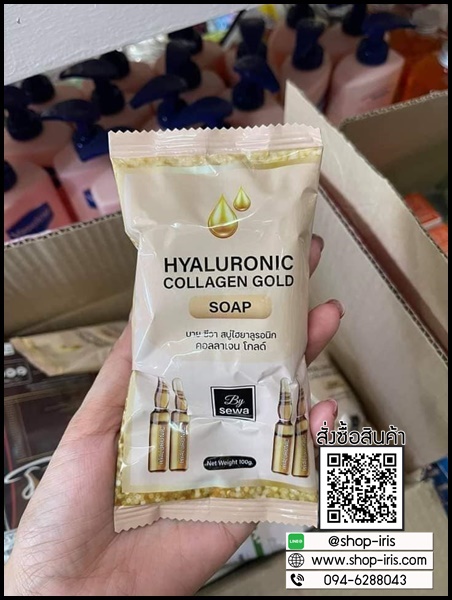 HYALURONIC
COLLAGEN GOLD
SOAP
บาย ซีวา สบู่ไฮยาลูรอนิก
คอลลาเจน โกลด์
By
sewa
Net Weight 100g.
สั่งซื้อสินค้า
LINE
@shop-iris
www.shop-iris.com
094-6288043